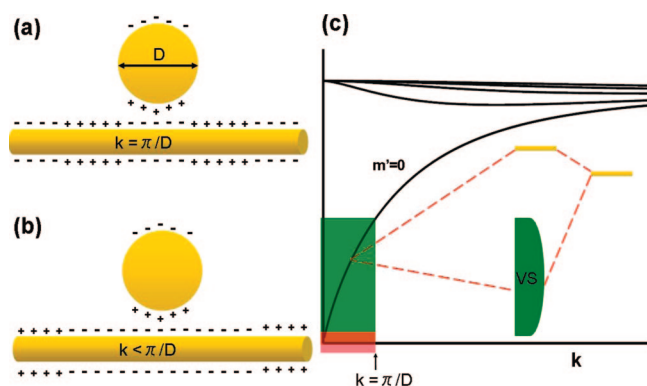 (a)
- - - - -
D
+ + + + +
- - - - + + + + + - - - - - + + + + + - - - -
k = π/D
- - - - + + + + + - - - - - + + + + + - - - -
(b)
- - - - -
+ + + + +
++++ - - - - - - - - - - - - - - ++++
k < π/D
++++ - - - - - - - - - - - - - - ++++
(c)
m'=0
VS
k
k = π/D